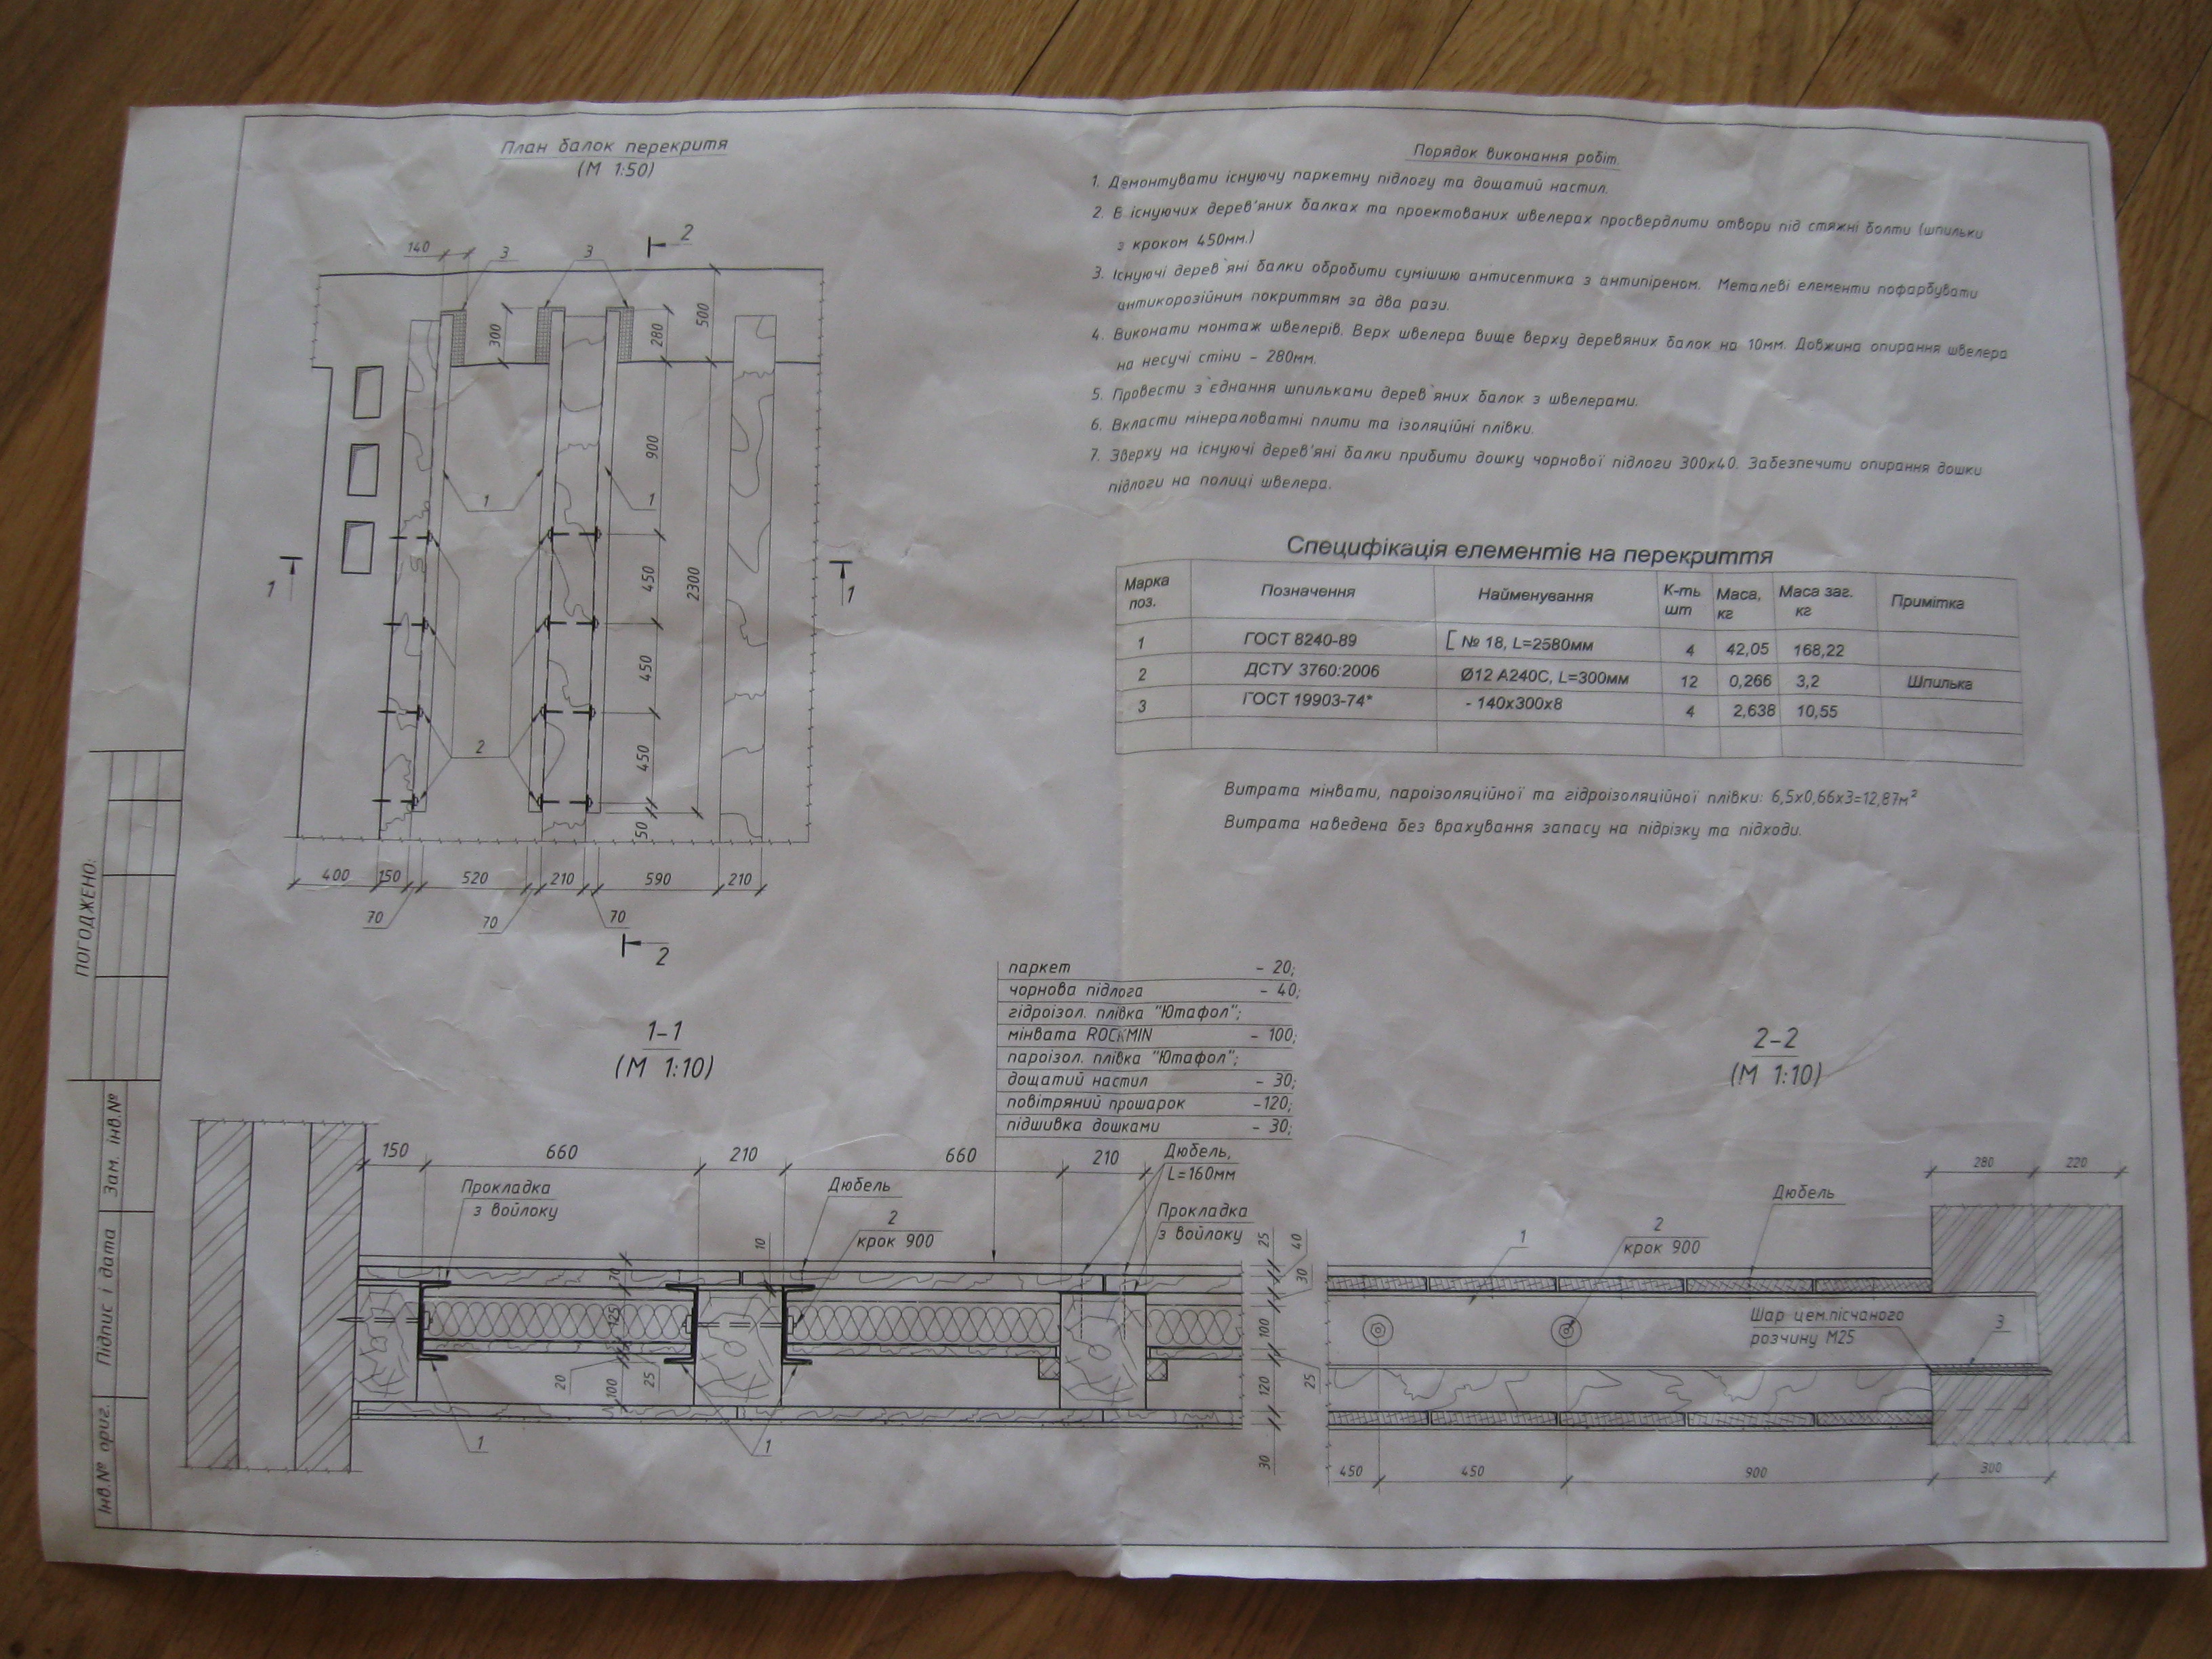 План балок перекритя
(М 1:50)
140
3
3
2
300
280
500
900
1
1
450
2300
1
1
450
2
450
50
400
150
520
210
590
210
70
70
70
2
Порядок виконання робіт.
1. Демонтувати існуючу паркетну підлогу та дощатий настил.
2. В існуючих дерев'яних балках та проектованих швелерах просвердлити отвори під стяжні болти (шпильки
з кроком 450мм.)
3. Існуючі дерев`яні балки обробити сумішшю антисептика з антипіреном. Металеві елементи пофарбувати
антикорозійним покриттям за два рази.
4. Виконати монтаж швелерів. Верх швелера вище верху деревяних балок на 10мм. Довжина опирання швелера
на несучі стіни - 280мм.
5. Провести з`єднання шпильками дерев`яних балок з швелерами.
6. Вкласти мінераловатні плити та ізоляційні плівки.
7. Зверху на існуючі дерев'яні балки прибити дошку чорнової підлоги 300х40. Забезпечити опирання дошки
підлоги на полиці швелера.
Специфікація елементів на перекриття
Марка поз. Позначення Найменування К-ть шт Маса, кг Маса заг. кг Примітка
1 ГОСТ 8240-89 [ № 18, L=2580мм 4 42,05 168,22
2 ДСТУ 3760:2006 Ø12 А240С, L=300мм 12 0,266 3,2 Шпилька
3 ГОСТ 19903-74* - 140х300х8 4 2,638 10,55
Витрата мінвати, пароізоляційної та гідроізоляційної плівки: 6,5х0,66х3=12,87м²
Витрата наведена без врахування запасу на підрізку та підходи.
ПОГОДЖЕНО:
Зам. інв.№
Підпис і дата
Інв.№ ориг.
1-1
(М 1:10)
паркет - 20;
чорнова підлога - 40;
гідроізол. плівка "Ютафол";
мінвата ROCKMIN - 100;
пароізол. плівка "Ютафол";
дощатий настил - 30;
повітряний прошарок -120;
підшивка дошками - 30;
150
660
210
660
210
Прокладка
з войлоку
Дюбель
2
крок 900
Дюбель,
L=160мм
Прокладка
з войлоку
10
70
125
20
100
25
25
40
30
100
120
25
30
1
1
2-2
(М 1:10)
280
220
Дюбель
1
2
крок 900
Шар цем.пісчаного
розчину М25
3
450
450
900
300